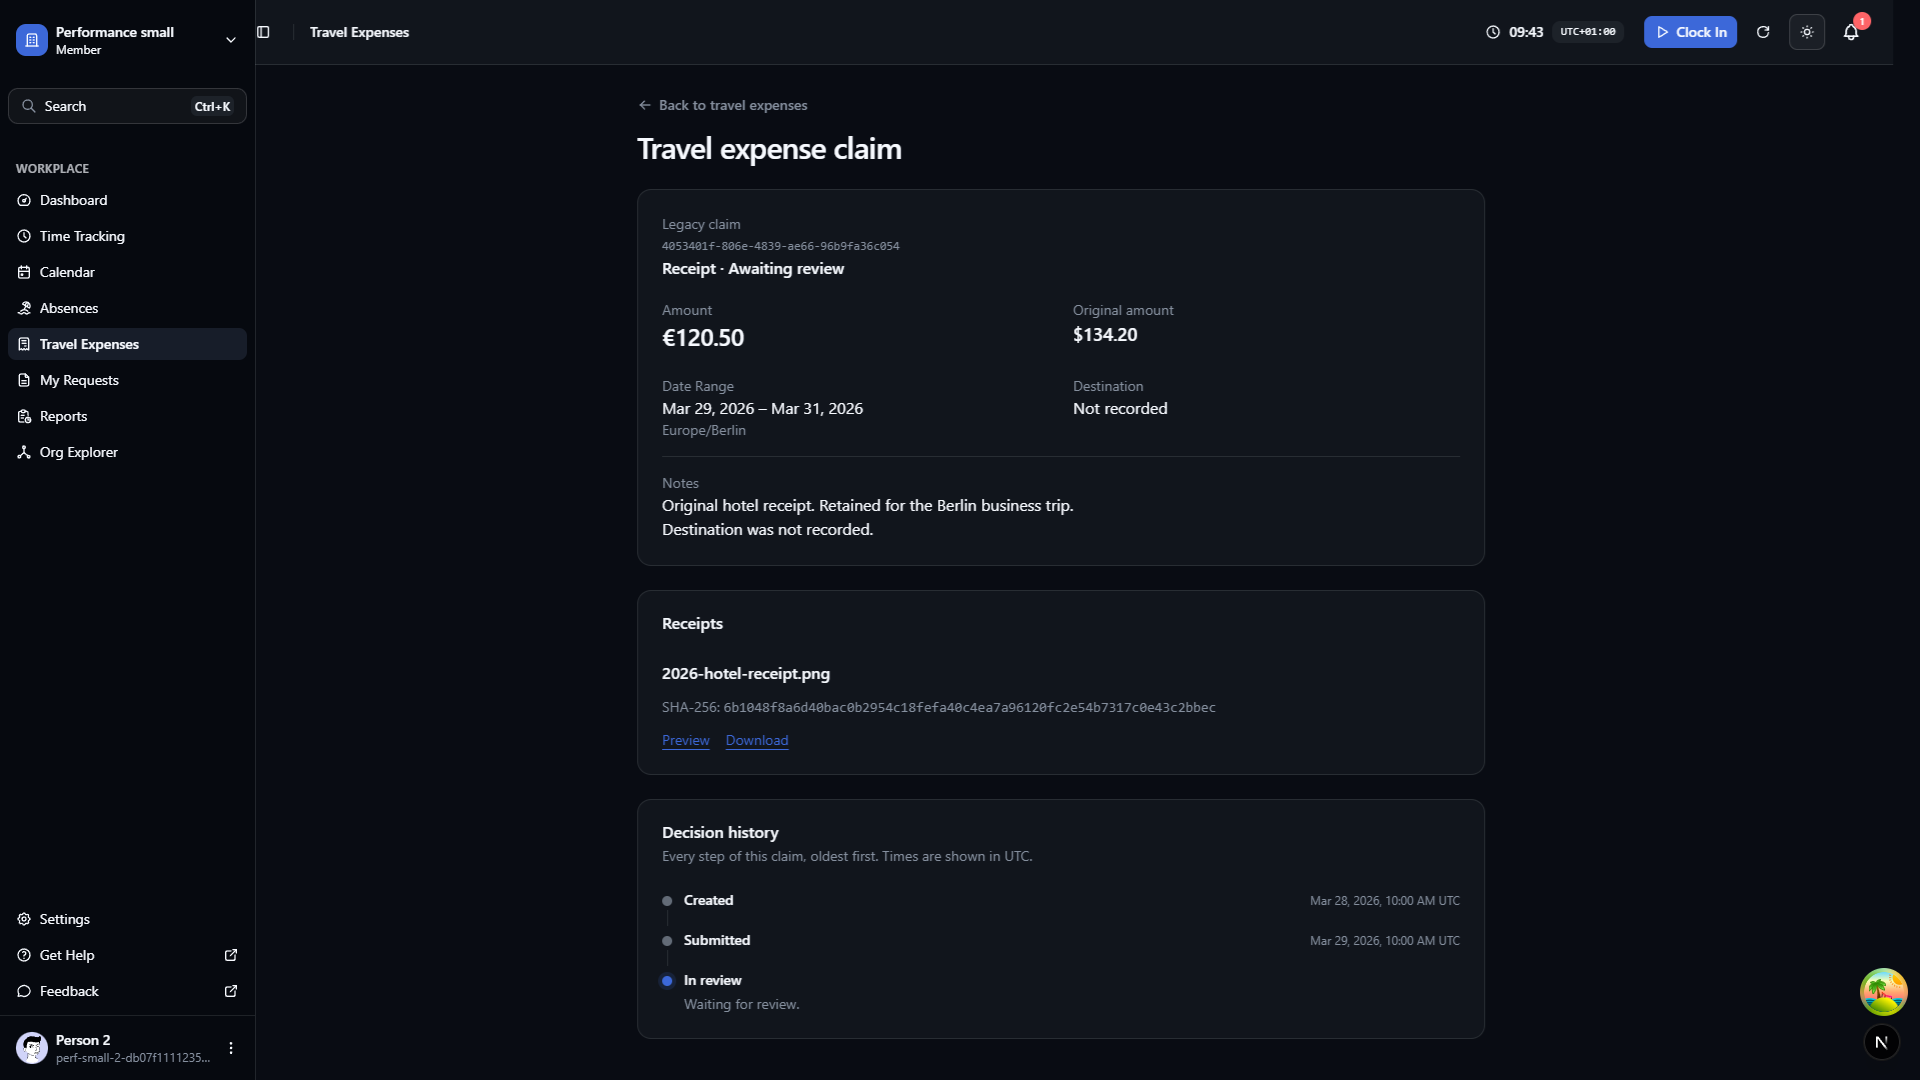 Performance small
Member
Search
Ctrl+K
WORKPLACE
Dashboard
Time Tracking
Calendar
Absences
Travel Expenses
My Requests
Reports
Org Explorer
Settings
Get Help
Feedback
Person 2
perf-small-2-db07f1111235...
Travel Expenses
09:43
UTC+01:00
Clock In
1
Back to travel expenses
Travel expense claim
Legacy claim
4053401f-806e-4839-ae66-96b9fa36c054
Receipt · Awaiting review
Amount
€120.50
Original amount
$134.20
Date Range
Mar 29, 2026 – Mar 31, 2026
Europe/Berlin
Destination
Not recorded
Notes
Original hotel receipt. Retained for the Berlin business trip.
Destination was not recorded.
Receipts
2026-hotel-receipt.png
SHA-256: 6b1048f8a6d40bac0b2954c18fefa40c4ea7a96120fc2e54b7317c0e43c2bbec
Preview
Download
Decision history
Every step of this claim, oldest first. Times are shown in UTC.
Created
Mar 28, 2026, 10:00 AM UTC
Submitted
Mar 29, 2026, 10:00 AM UTC
In review
Waiting for review.
N